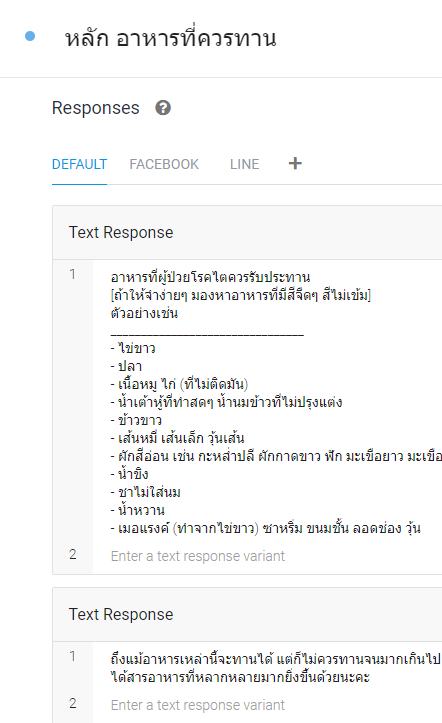 หลัก อาหารที่ควรทาน
Responses
DEFAULT FACEBOOK LINE +
Text Response
1 อาหารที่ผู้ป่วยโรคไตควรรับประทาน
[ถ้าให้จำง่ายๆ มองหาอาหารที่มีสีจืดๆ สีไม่เข้ม]
ตัวอย่างเช่น
________________________________
- ไข่ขาว
- ปลา
- เนื้อหมู ไก่ (ที่ไม่ติดมัน)
- น้ำเต้าหู้ที่ทำสดๆ น้ำนมข้าวที่ไม่ปรุงแต่ง
- ข้าวขาว
- เส้นหมี่ เส้นเล็ก วุ้นเส้น
- ผักสีอ่อน เช่น กะหล่ำปลี ผักกาดขาว ฟัก มะเขือยาว มะเขือ
- น้ำขิง
- ชาไม่ใส่นม
- น้ำหวาน
- เมอแรงค์ (ทำจากไข่ขาว) ซาหริ่ม ขนมชั้น ลอดช่อง วุ้น
2 Enter a text response variant
Text Response
1 ถึงแม้อาหารเหล่านี้จะทานได้ แต่ก็ไม่ควรทานจนมากเกินไป
ได้สารอาหารที่หลากหลายมากยิ่งขึ้นด้วยนะคะ
2 Enter a text response variant